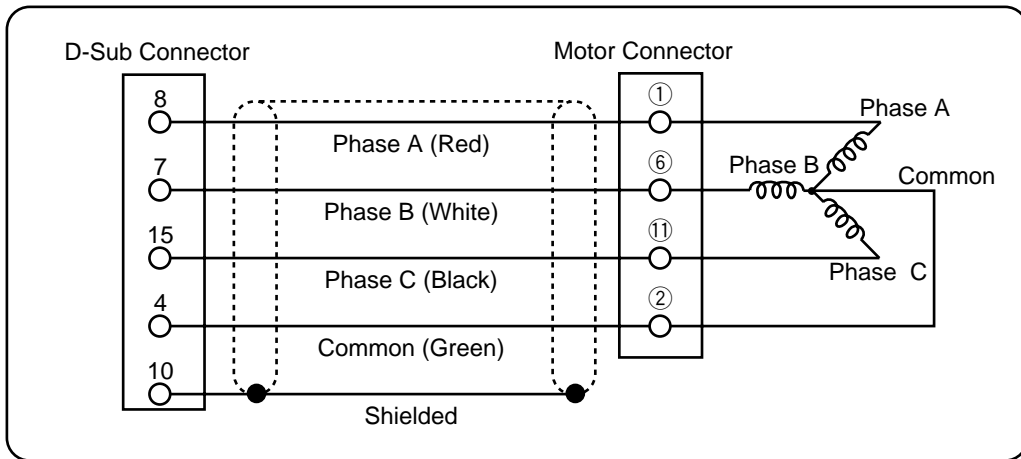 D-Sub Connector
Motor Connector
8
①
Phase A
Phase A (Red)
7
⑥
Phase B
Common
Phase B (White)
15
⑪
Phase C (Black)
Phase C
4
②
Common (Green)
10
Shielded